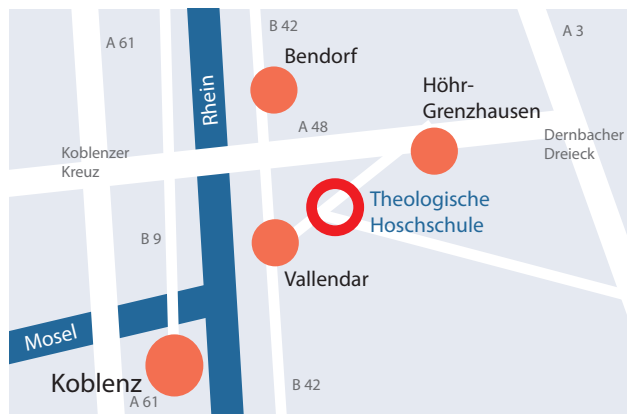 B 42
A 61
A 3
Bendorf
Höhr-
Grenzhausen
Rhein
A 48
Dernbacher
Dreieck
Koblenzer
Kreuz
Theologische
Hoschschule
B 9
Vallendar
Mosel
Koblenz
B 42
A 61